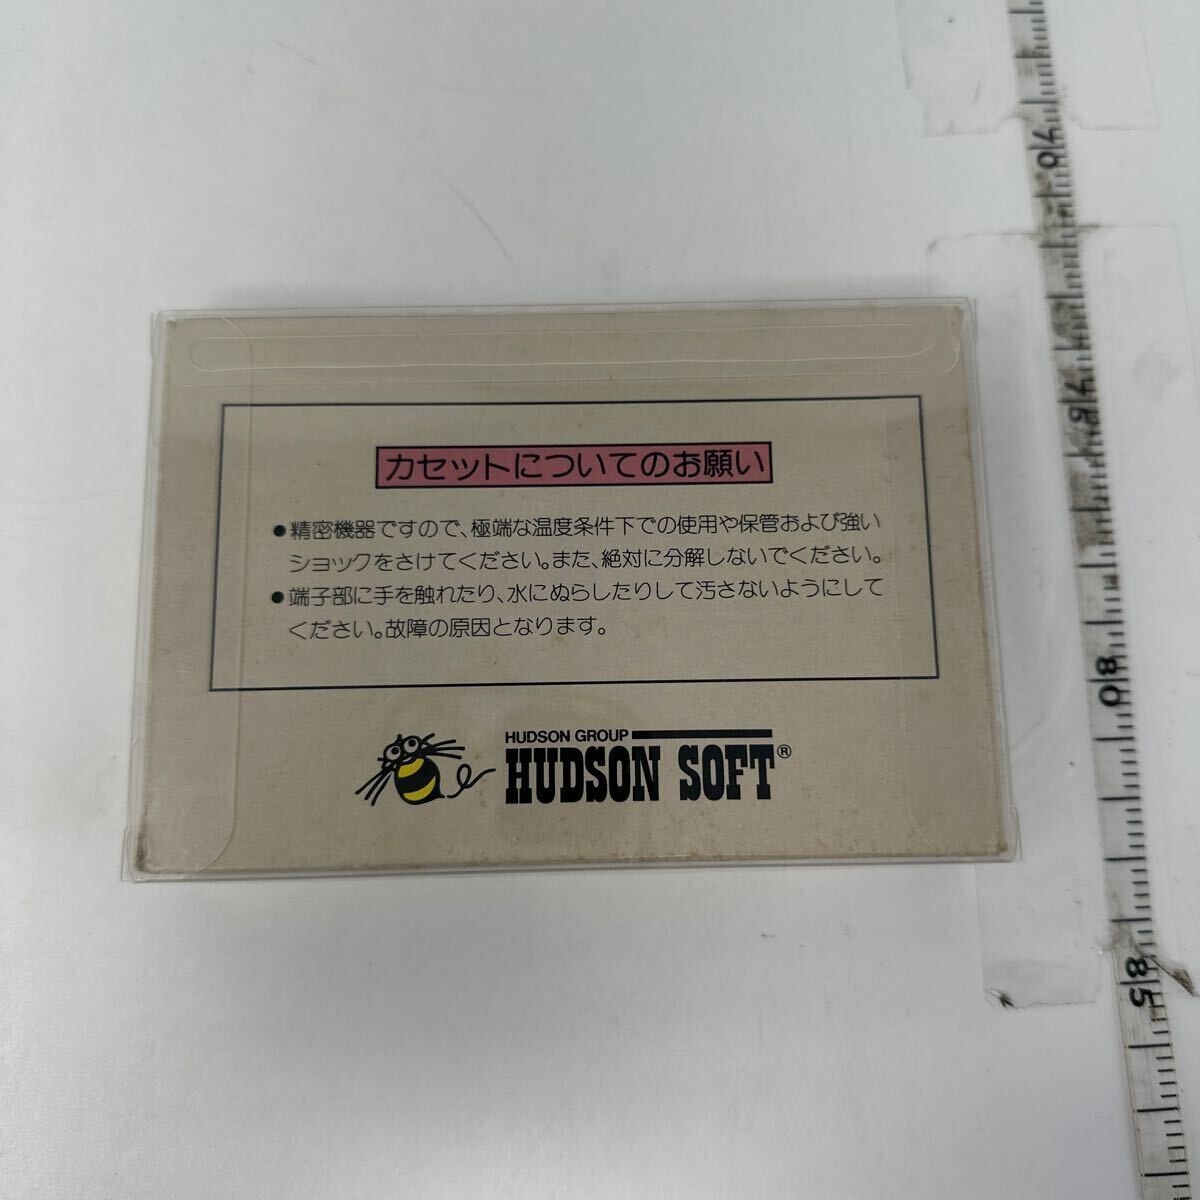 カセットについてのお願い
●精密機器ですので、極端な温度条件下での使用や保管および強い
ショックをさけてください。また、絶対に分解しないでください。
●端子部に手を触れたり、水にぬらしたりして汚さないようにして
ください。故障の原因となります。
HUDSON GROUP
HUDSON SOFT®
70
75
80
85